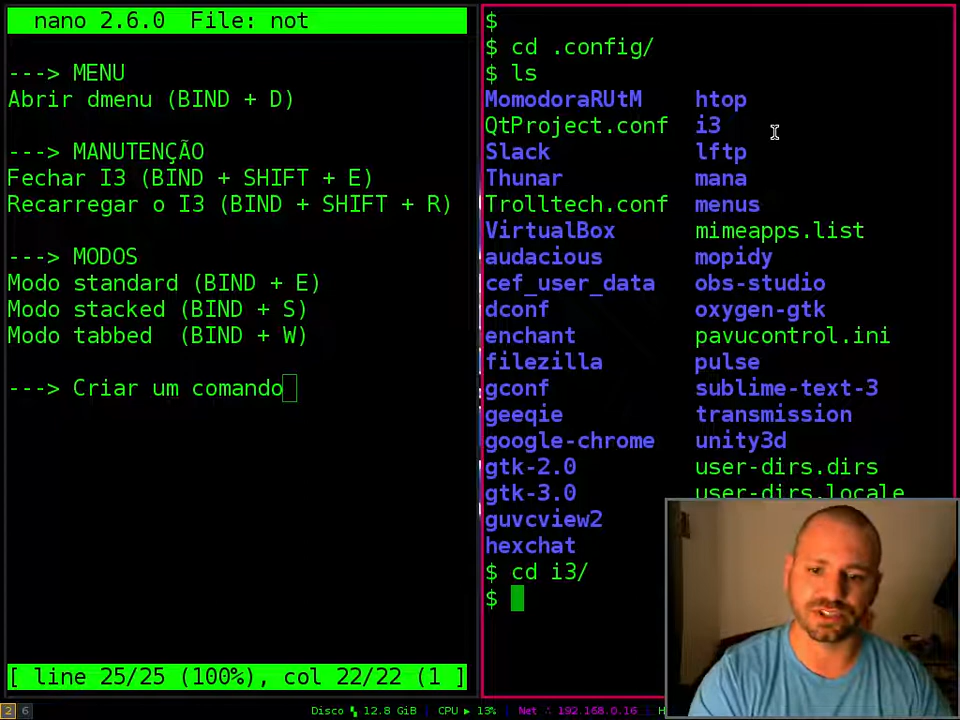 nano 2.6.0  File: not
---> MENU
Abrir dmenu (BIND + D)
---> MANUTENÇÃO
Fechar I3 (BIND + SHIFT + E)
Recarregar o I3 (BIND + SHIFT + R)
---> MODOS
Modo standard (BIND + E)
Modo stacked (BIND + S)
Modo tabbed  (BIND + W)
---> Criar um comando
[ line 25/25 (100%), col 22/22 (1 ]
$
$ cd .config/
$ ls
MomodoraRUtM    htop
QtProject.conf  i3
Slack           lftp
Thunar          mana
Trolltech.conf  menus
VirtualBox      mimeapps.list
audacious       mopidy
cef_user_data   obs-studio
dconf           oxygen-gtk
enchant         pavucontrol.ini
filezilla       pulse
gconf           sublime-text-3
geeqie          transmission
google-chrome   unity3d
gtk-2.0         user-dirs.dirs
gtk-3.0         user-dirs.locale
guvcview2
hexchat
$ cd i3/
$
2 6 Disco 12.8 GiB CPU ▶ 13% Net ∴ 192.168.0.16 H